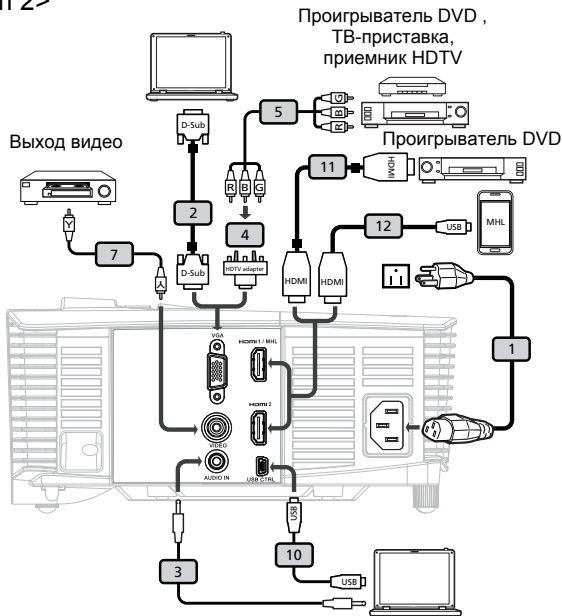 n 2>
Проигрыватель DVD ,
ТВ-приставка,
приемник HDTV
D-Sub
5
G
B
R
Выход видео
Проигрыватель DVD
11
HDMI
R B G
2
4
12
USB
MHL
7
D-Sub
HDTV adapter
HDMI
HDMI
1
VGA
HDMI 1 / MHL
HDMI 2
VIDEO
AUDIO IN
USB CTRL
USB
3
10
USB